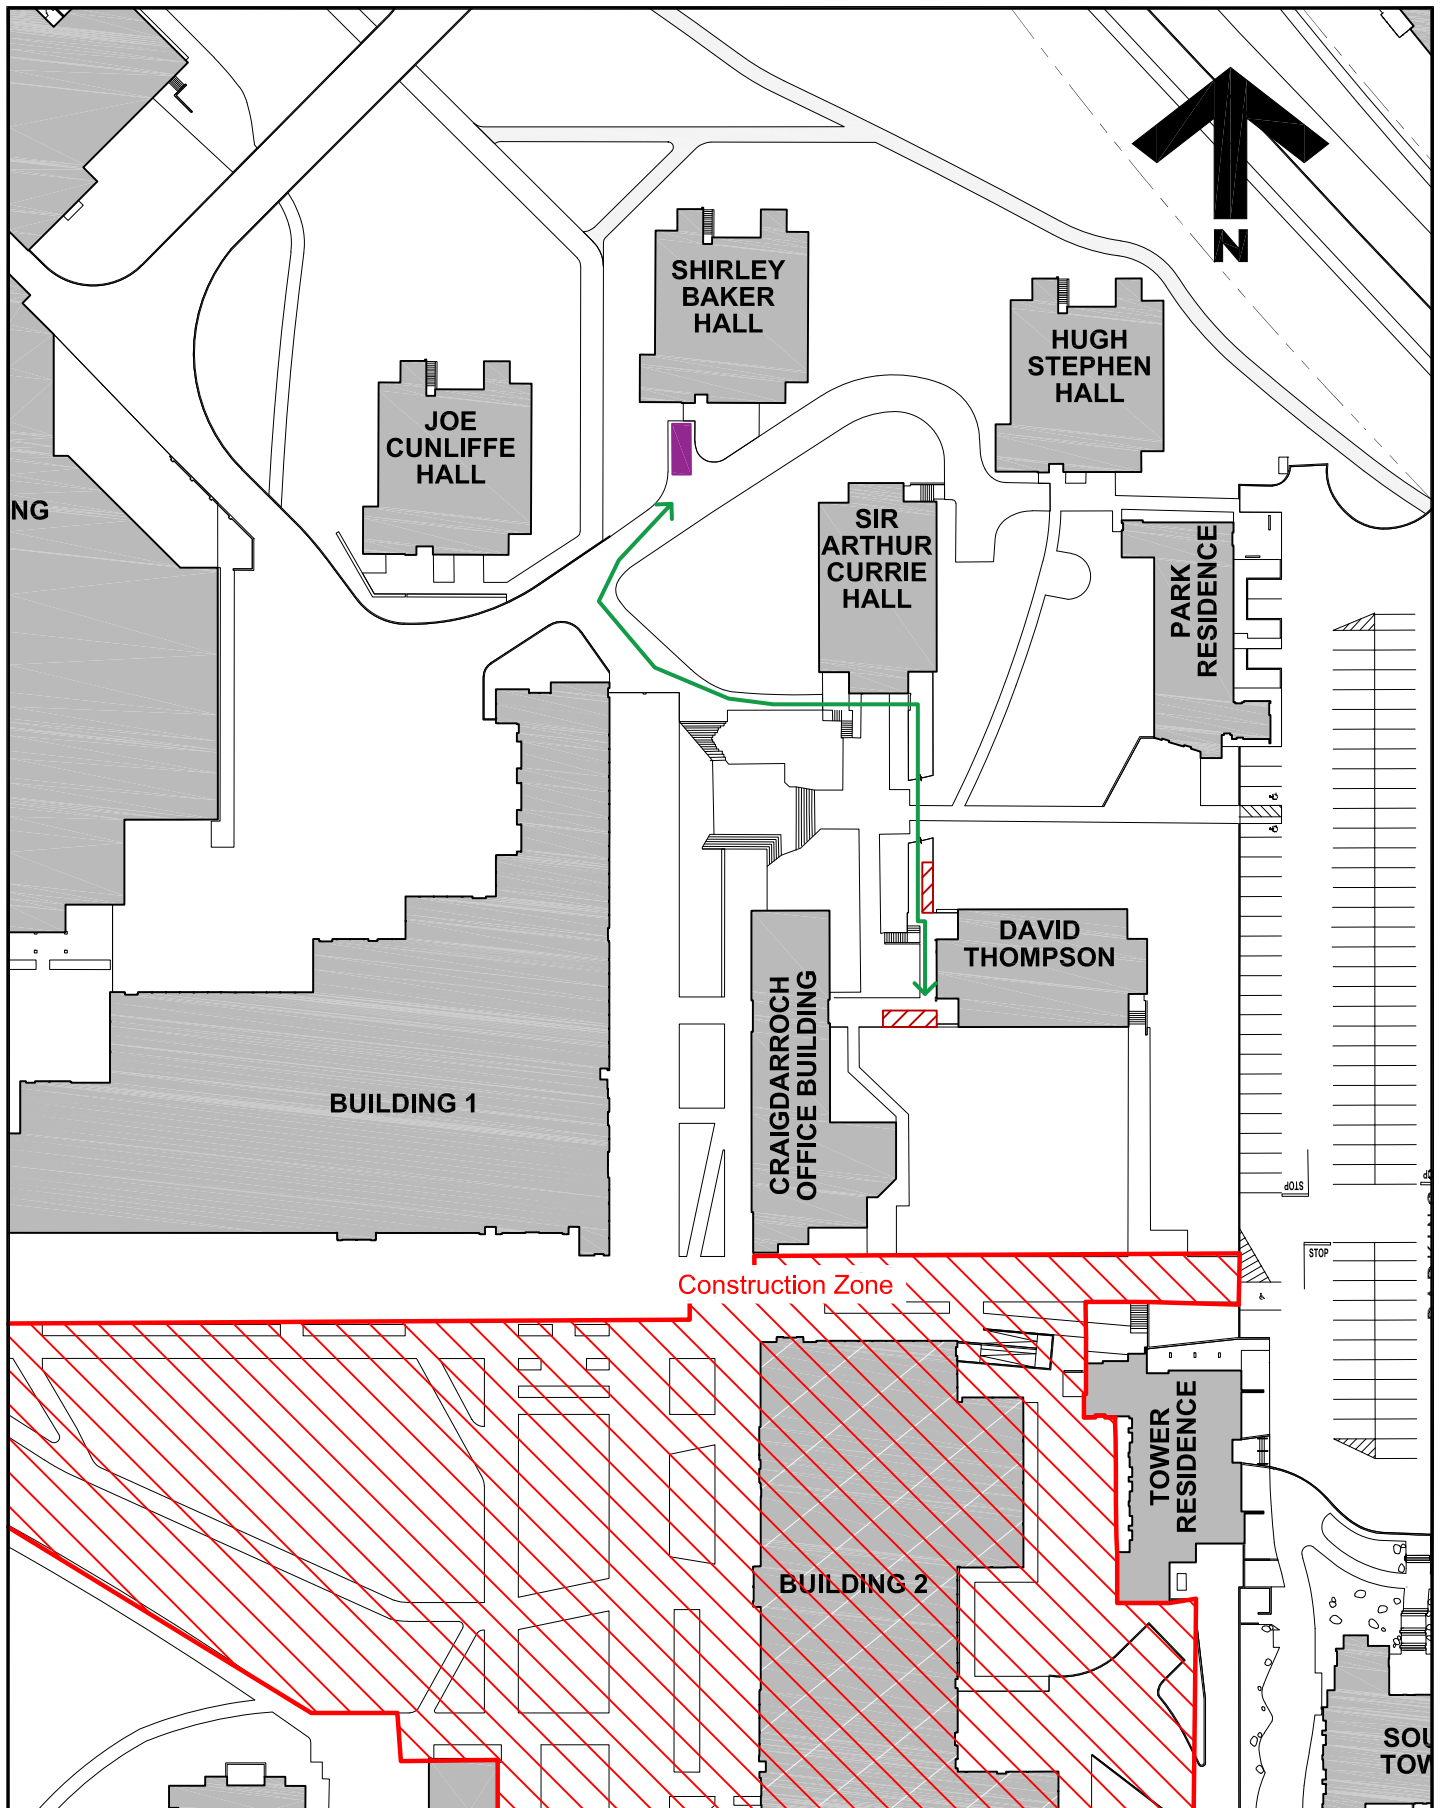 N
SHIRLEY
BAKER
HALL
HUGH
STEPHEN
HALL
JOE
CUNLIFFE
HALL
NG
SIR
ARTHUR
CURRIE
HALL
PARK
RESIDENCE
DAVID
THOMPSON
CRAIGDARROCH
OFFICE BUILDING
BUILDING 1
STOP
STOP
Construction Zone
TOWER
RESIDENCE
BUILDING 2
SOU
TOW